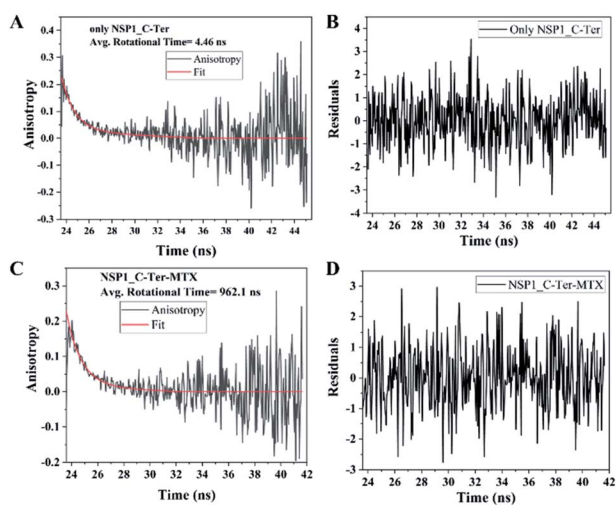 A
only NSP1_C-Ter
Avg. Rotational Time= 4.46 ns
Anisotropy
Fit
Anisotropy
0.4
0.3
0.2
0.1
0.0
-0.1
-0.2
-0.3
24 26 28 30 32 34 36 38 40 42 44
Time (ns)
B
Only NSP1_C-Ter
Residuals
5
4
3
2
1
0
-1
-2
-3
-4
24 26 28 30 32 34 36 38 40 42 44
Time (ns)
C
NSP1_C-Ter-MTX
Avg. Rotational Time= 962.1 ns
Anisotropy
Fit
Anisotropy
0.4
0.3
0.2
0.1
0.0
-0.1
-0.2
24 26 28 30 32 34 36 38 40 42
Time (ns)
D
NSP1_C-Ter-MTX
Residuals
4
3
2
1
0
-1
-2
-3
24 26 28 30 32 34 36 38 40 42
Time (ns)